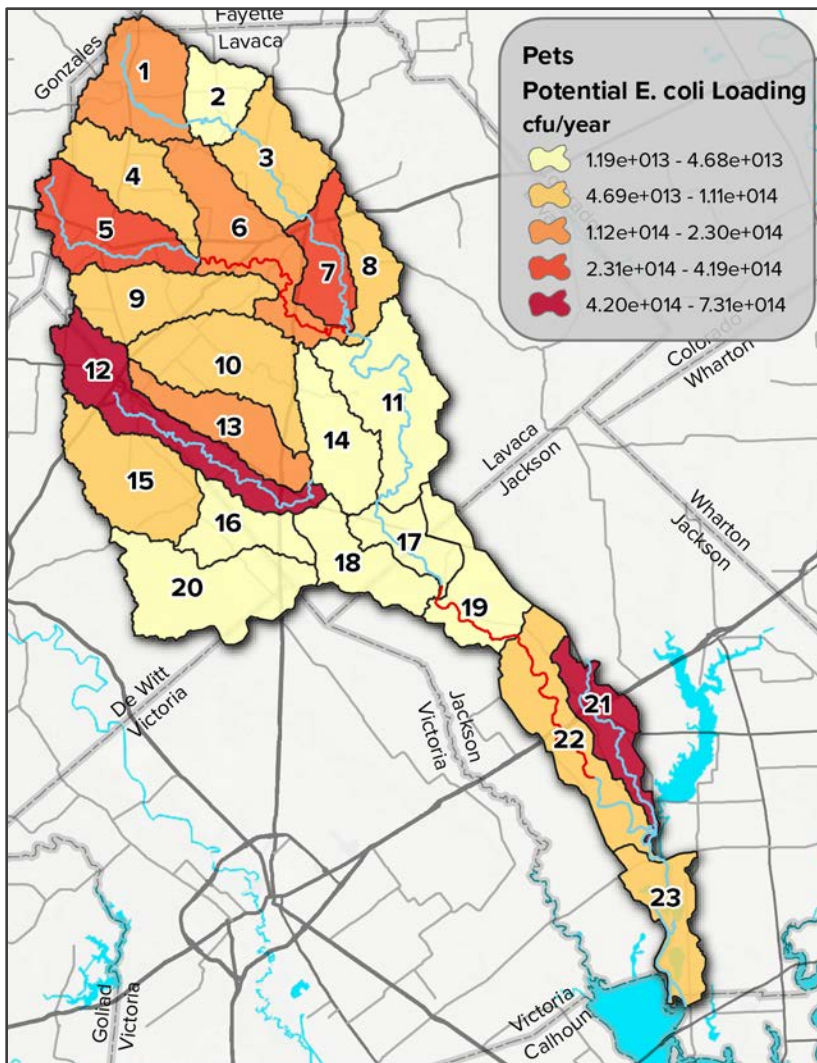 Fayette
Lavaca
Gonzales
Pets
Potential E. coli Loading
cfu/year
1.19e+013 - 4.68e+013
4.69e+013 - 1.11e+014
1.12e+014 - 2.30e+014
2.31e+014 - 4.19e+014
4.20e+014 - 7.31e+014
1
2
3
4
5
6
7
8
9
10
11
12
13
14
15
16
17
18
19
20
21
22
23
Colorado
Wharton
Lavaca
Jackson
Wharton
Jackson
De Witt
Victoria
Jackson
Victoria
Goliad
Victoria
Victoria
Calhoun